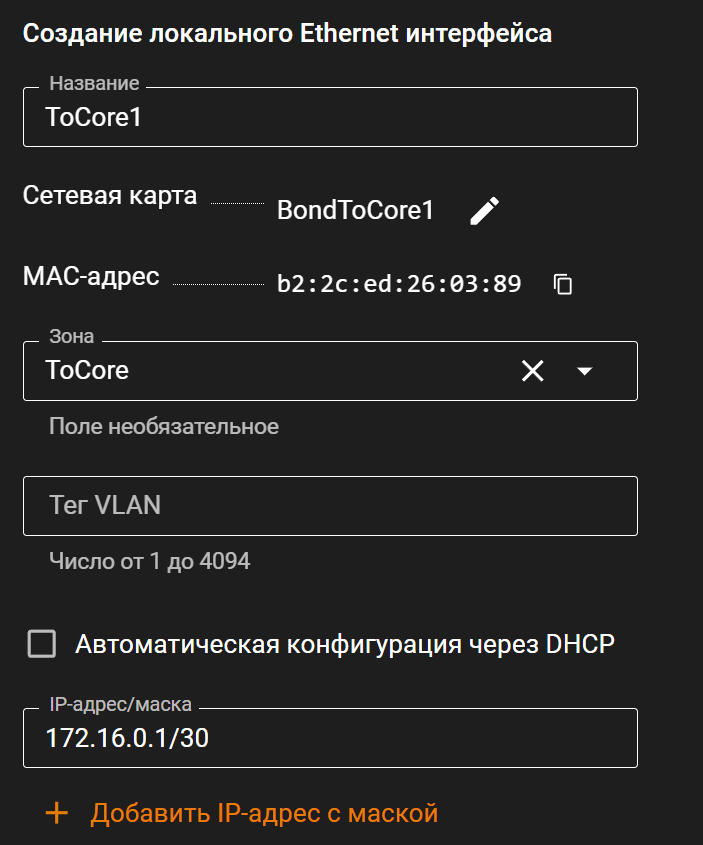 Создание локального Ethernet интерфейса
Название
ToCore1
Сетевая карта BondToCore1
MAC-адрес b2:2c:ed:26:03:89
Зона
ToCore
Поле необязательное
Тег VLAN
Число от 1 до 4094
Автоматическая конфигурация через DHCP
IP-адрес/маска
172.16.0.1/30
Добавить IP-адрес с маской